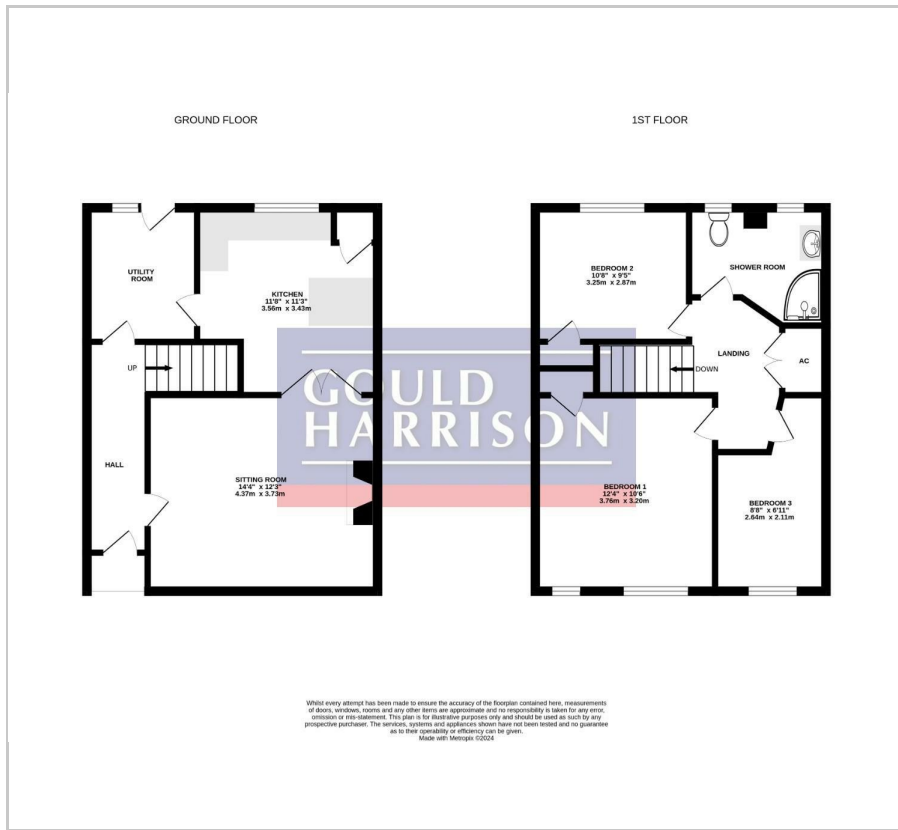 GROUND FLOOR
1ST FLOOR
UTILITY
ROOM
KITCHEN
11'8" x 11'3"
3.56m x 3.43m
UP
HALL
SITTING ROOM
14'4" x 12'3"
4.37m x 3.73m
BEDROOM 2
10'8" x 9'5"
3.25m x 2.87m
SHOWER ROOM
LANDING
AC
DOWN
BEDROOM 1
12'4" x 10'6"
3.76m x 3.20m
BEDROOM 3
8'8" x 6'11"
2.64m x 2.11m
GOULD
HARRISON
Whilst every attempt has been made to ensure the accuracy of the floorplan contained here, measurements
of doors, windows, rooms and any other items are approximate and no responsibility is taken for any error,
omission or mis-statement. This plan is for illustrative purposes only and should be used as such by any
prospective purchaser. The services, systems and appliances shown have not been tested and no guarantee
as to their operability or efficiency can be given.
Made with Metropix ©2024